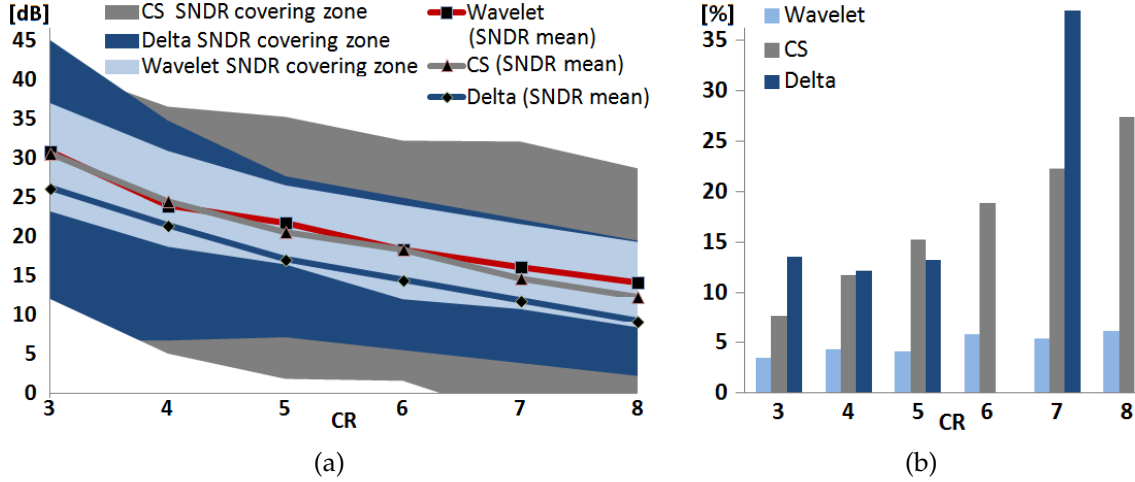 [dB]
CS SNDR covering zone
Delta SNDR covering zone
Wavelet SNDR covering zone
Wavelet
(SNDR mean)
CS (SNDR mean)
Delta (SNDR mean)
45
40
35
30
25
20
15
10
5
0
3 4 5 6 7 8
CR
(a)
[%]
Wavelet
CS
Delta
35
30
25
20
15
10
5
0
3 4 5 6 7 8
CR
(b)